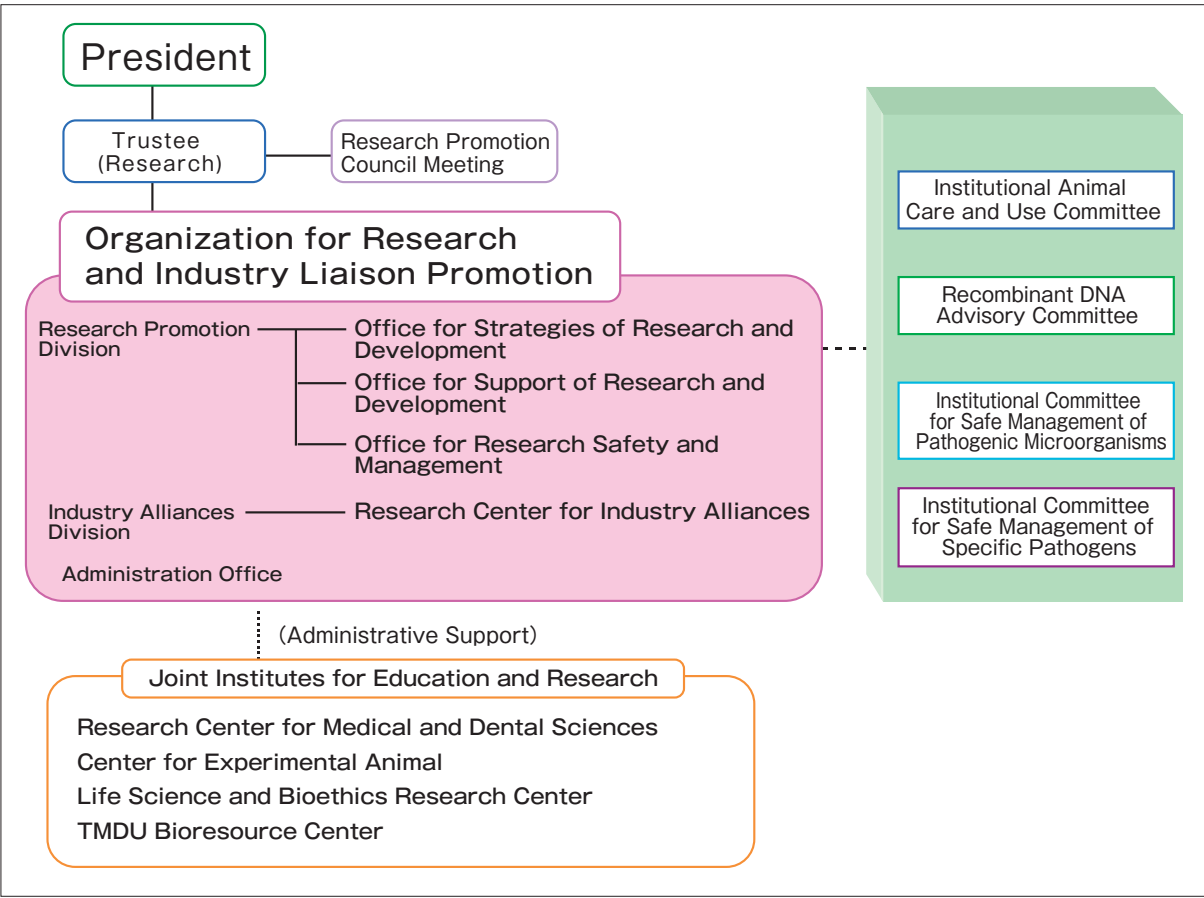 President
Trustee
(Research)
Research Promotion
Council Meeting
Organization for Research
and Industry Liaison Promotion
Research Promotion
Division
Office for Strategies of Research and
Development
Office for Support of Research and
Development
Office for Research Safety and
Management
Industry Alliances
Division
Research Center for Industry Alliances
Administration Office
(Administrative Support)
Joint Institutes for Education and Research
Research Center for Medical and Dental Sciences
Center for Experimental Animal
Life Science and Bioethics Research Center
TMDU Bioresource Center
Institutional Animal
Care and Use Committee
Recombinant DNA
Advisory Committee
Institutional Committee
for Safe Management of
Pathogenic Microorganisms
Institutional Committee
for Safe Management of
Specific Pathogens